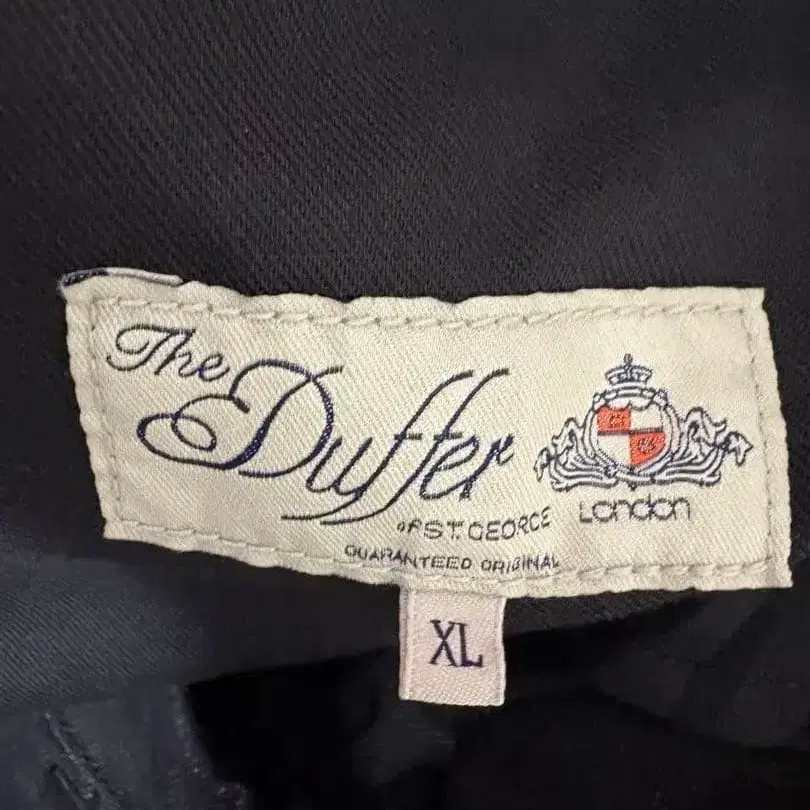 The
Duffer
OF ST. GEORGE
GUARANTEED ORIGINAL
London
XL